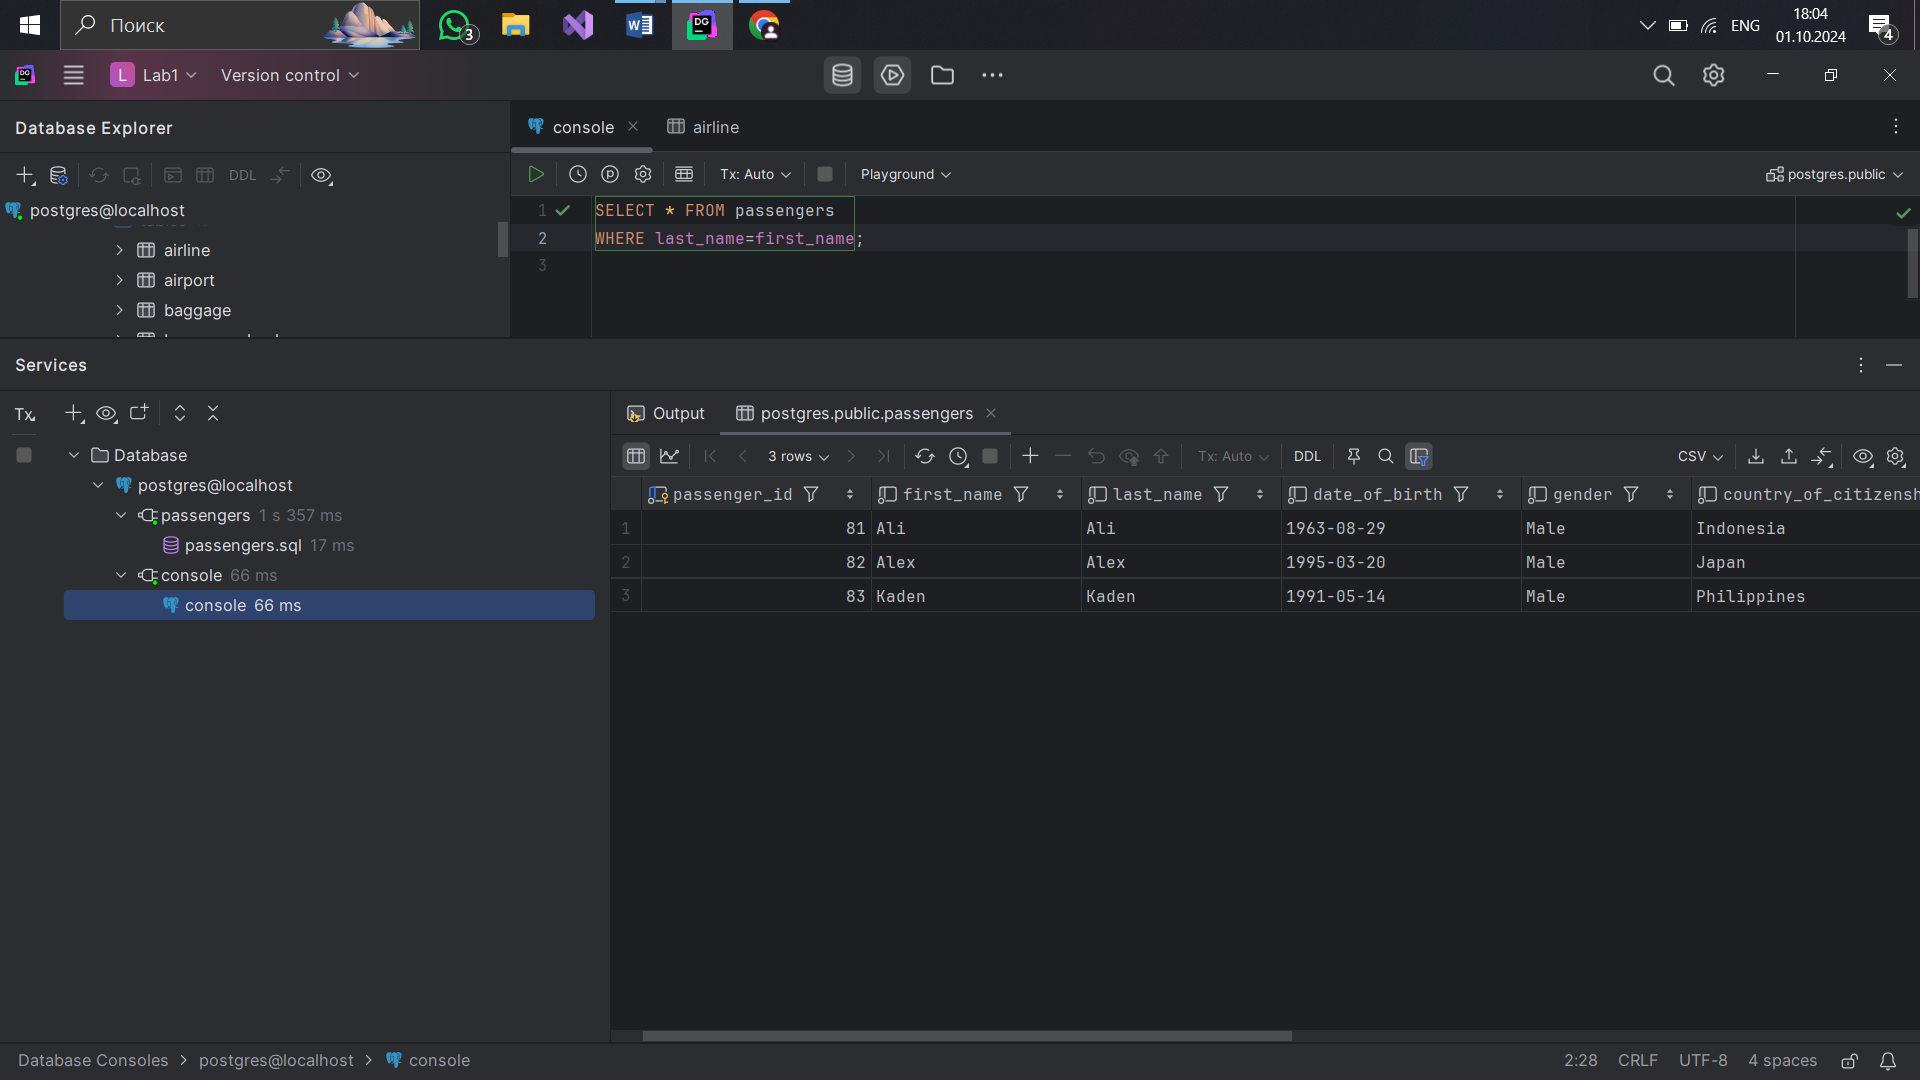 Поиск
3
DG
ENG
18:04
01.10.2024
4
DG
L Lab1
Version control
Database Explorer
DDL
postgres@localhost
airline
airport
baggage
console
airline
Tx: Auto
Playground
postgres.public
1 SELECT * FROM passengers
2 WHERE last_name=first_name;
3
Services
Tx
Database
postgres@localhost
passengers 1 s 357 ms
passengers.sql 17 ms
console 66 ms
console 66 ms
Output
postgres.public.passengers
3 rows
Tx: Auto
DDL
CSV
passenger_id first_name last_name date_of_birth gender country_of_citizensh
1 81 Ali Ali 1963-08-29 Male Indonesia
2 82 Alex Alex 1995-03-20 Male Japan
3 83 Kaden Kaden 1991-05-14 Male Philippines
Database Consoles > postgres@localhost > console
2:28 CRLF UTF-8 4 spaces